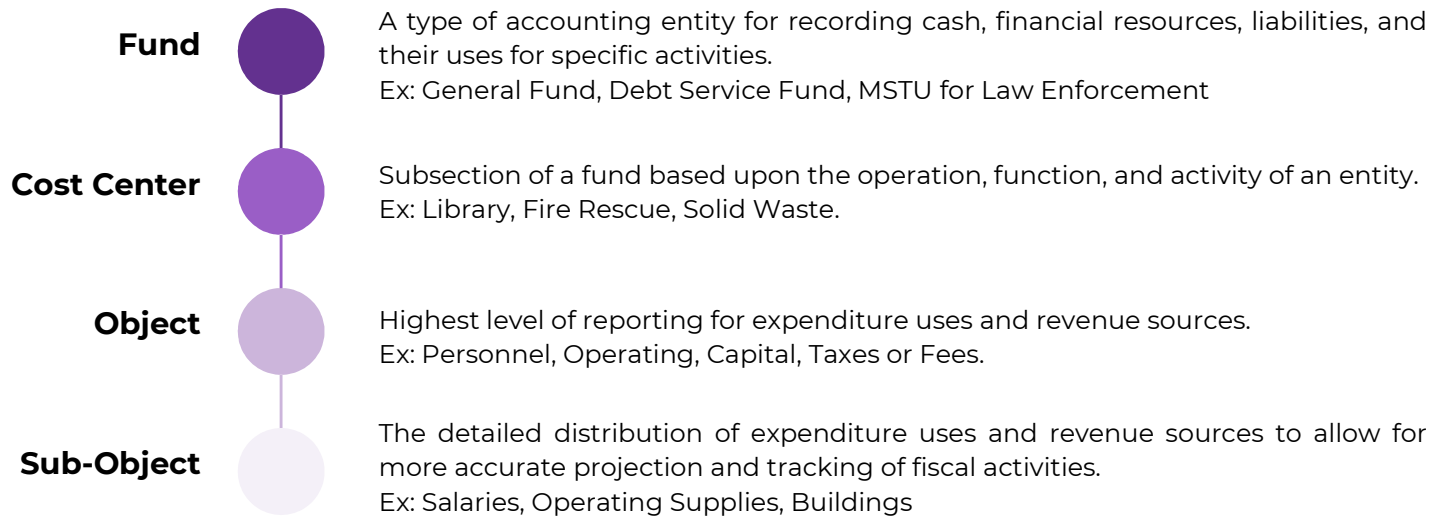 Fund
A type of accounting entity for recording cash, financial resources, liabilities, and
their uses for specific activities.
Ex: General Fund, Debt Service Fund, MSTU for Law Enforcement
Cost Center
Subsection of a fund based upon the operation, function, and activity of an entity.
Ex: Library, Fire Rescue, Solid Waste.
Object
Highest level of reporting for expenditure uses and revenue sources.
Ex: Personnel, Operating, Capital, Taxes or Fees.
Sub-Object
The detailed distribution of expenditure uses and revenue sources to allow for
more accurate projection and tracking of fiscal activities.
Ex: Salaries, Operating Supplies, Buildings